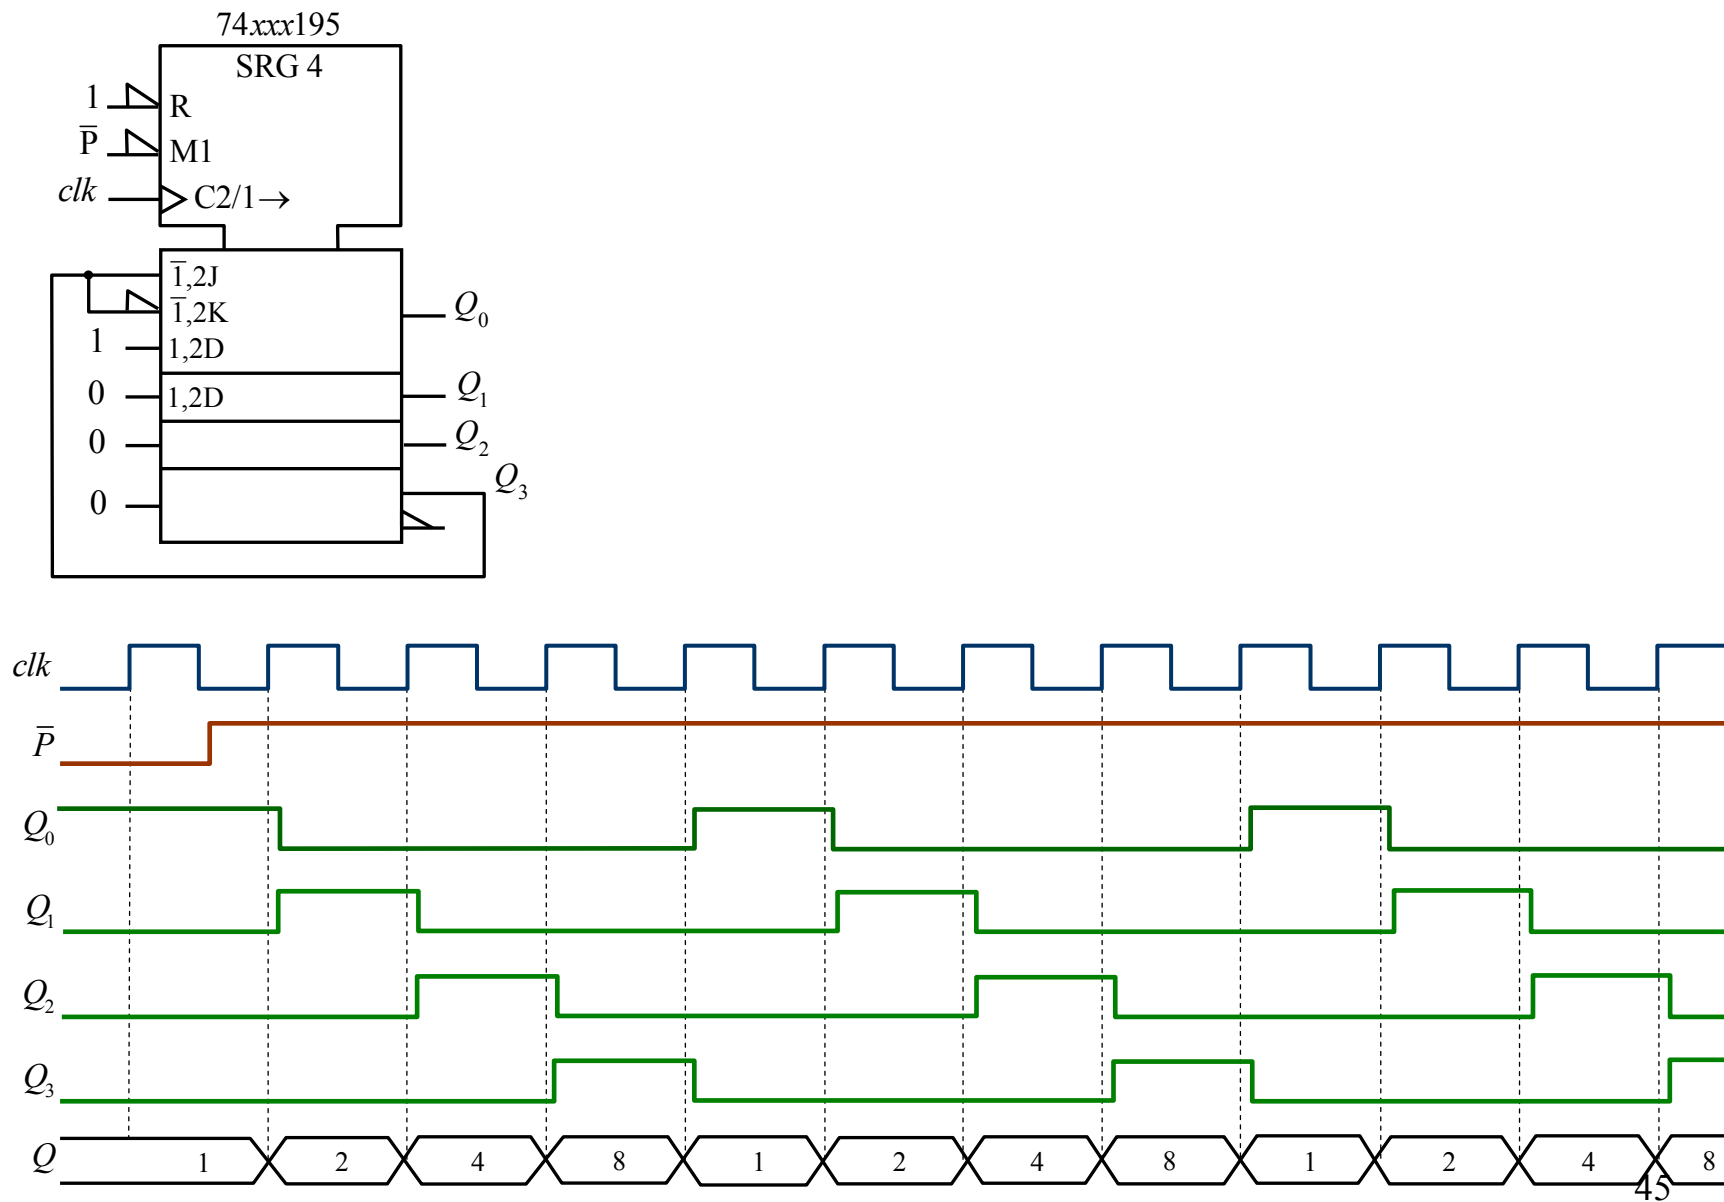 74xxx195
SRG 4
1 R
P̅ M1
clk C2/1→
1̅,2J
1̅,2K Q₀
1 1,2D
0 1,2D Q₁
0 Q₂
Q₃
0
clk
P̅
Q₀
Q₁
Q₂
Q₃
Q 1 2 4 8 1 2 4 8 1 2 4 8
45